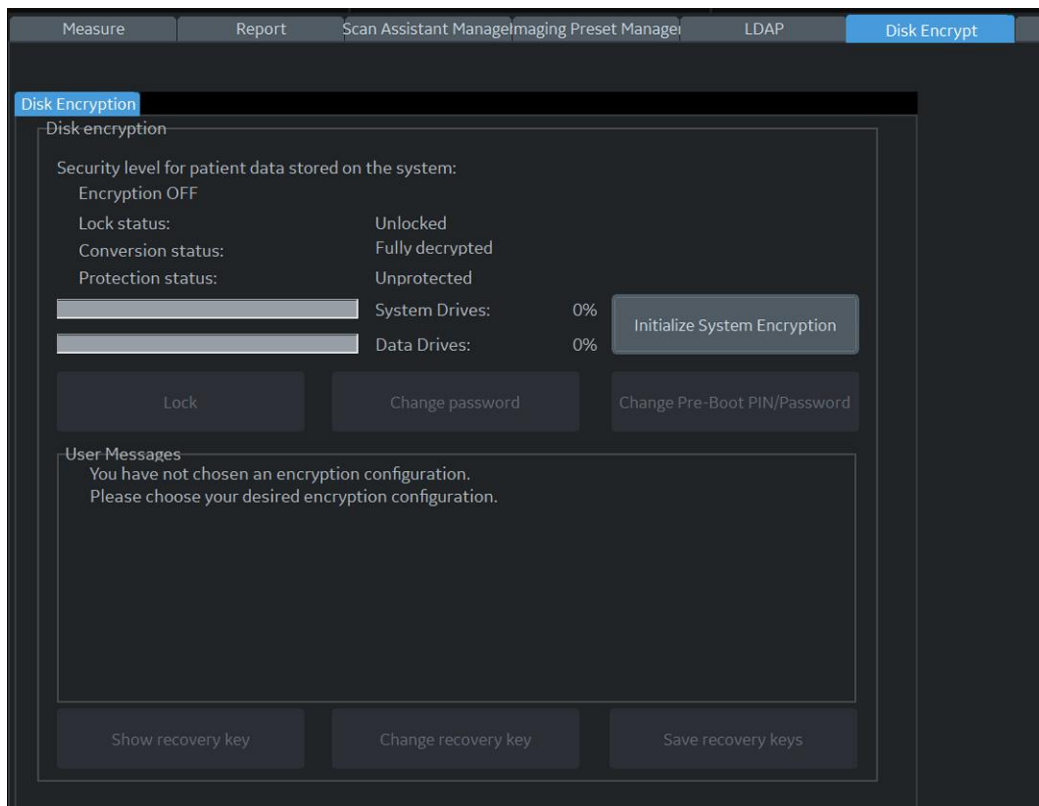 Measure Report Scan Assistant Manage Imaging Preset Manage LDAP Disk Encrypt
Disk Encryption
Disk encryption
Security level for patient data stored on the system:
Encryption OFF
Lock status: Unlocked
Conversion status: Fully decrypted
Protection status: Unprotected
System Drives: 0%
Initialize System Encryption
Data Drives: 0%
Lock Change password Change Pre-Boot PIN/Password
User Messages
You have not chosen an encryption configuration.
Please choose your desired encryption configuration.
Show recovery key Change recovery key Save recovery keys